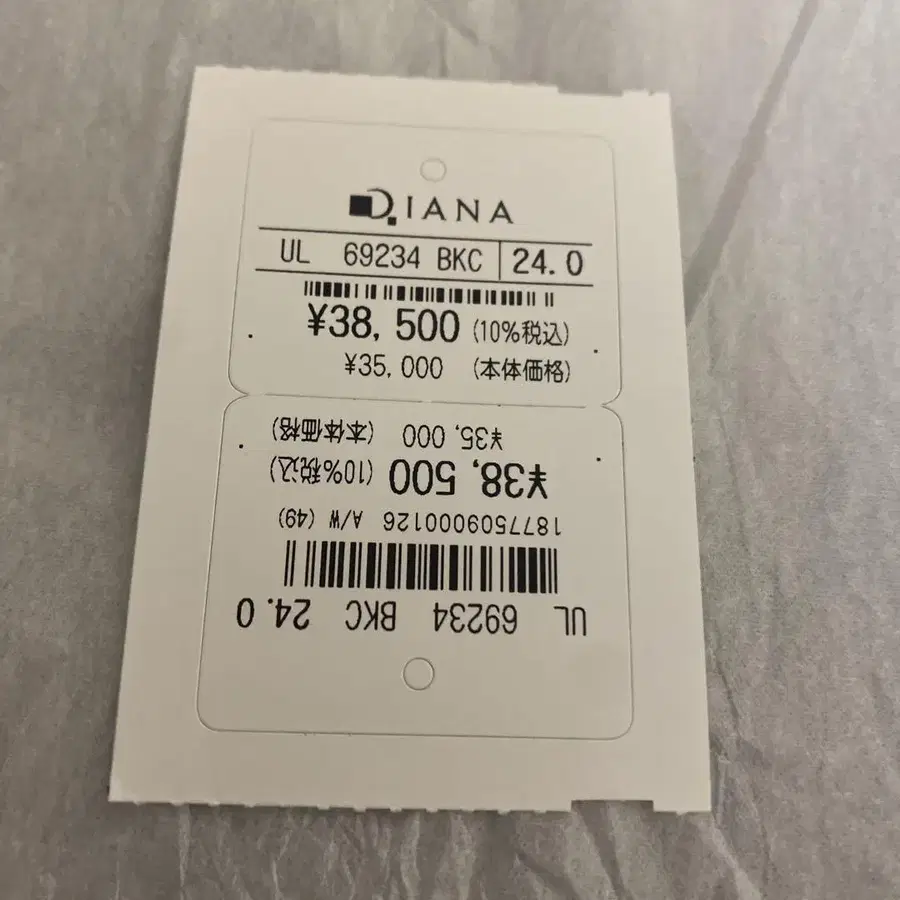 DIANA
UL 69234 BKC 24.0
¥38,500 (10%税込)
¥35,000 (本体価格)
UL 69234 BKC 24.0
1877509000126 A/W (49)
¥38,500 (10%税込)
¥35,000 (本体価格)